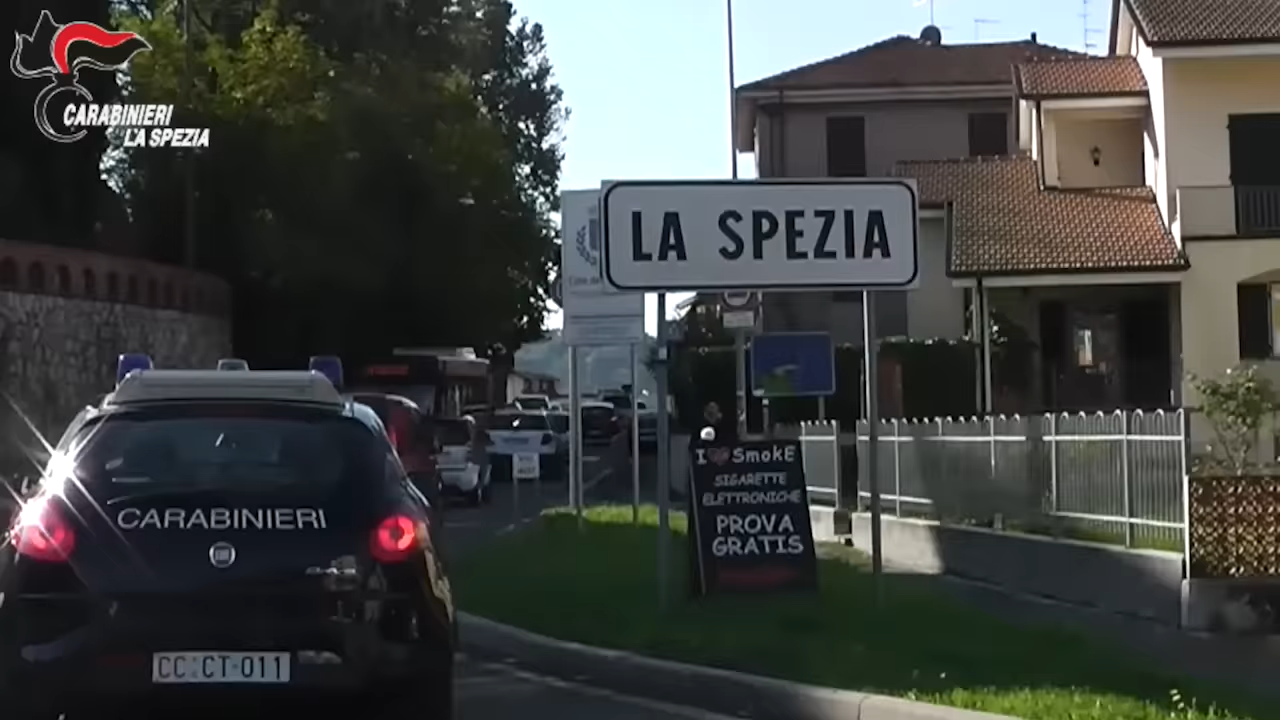 CARABINIERI
LA SPEZIA
LA SPEZIA
I SmokE
SIGARETTE
ELETTRONICHE
PROVA
GRATIS
CARABINIERI
CC CT-011